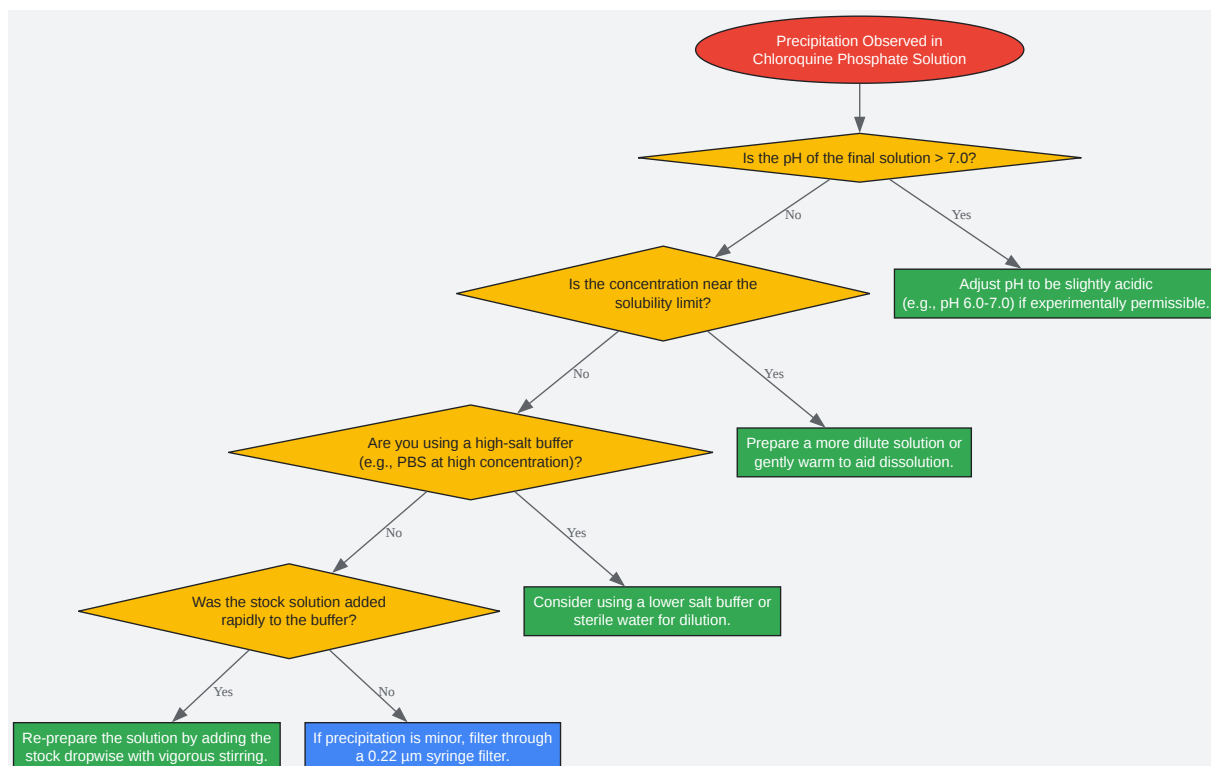 Precipitation Observed in
Chloroquine Phosphate Solution
Is the pH of the final solution > 7.0?
No
Yes
Is the concentration near the
solubility limit?
Adjust pH to be slightly acidic
(e.g., pH 6.0-7.0) if experimentally permissible.
No
Yes
Are you using a high-salt buffer
(e.g., PBS at high concentration)?
Prepare a more dilute solution or
gently warm to aid dissolution.
No
Yes
Was the stock solution added
rapidly to the buffer?
Consider using a lower salt buffer or
sterile water for dilution.
Yes
No
Re-prepare the solution by adding the
stock dropwise with vigorous stirring.
If precipitation is minor, filter through
a 0.22 µm syringe filter.